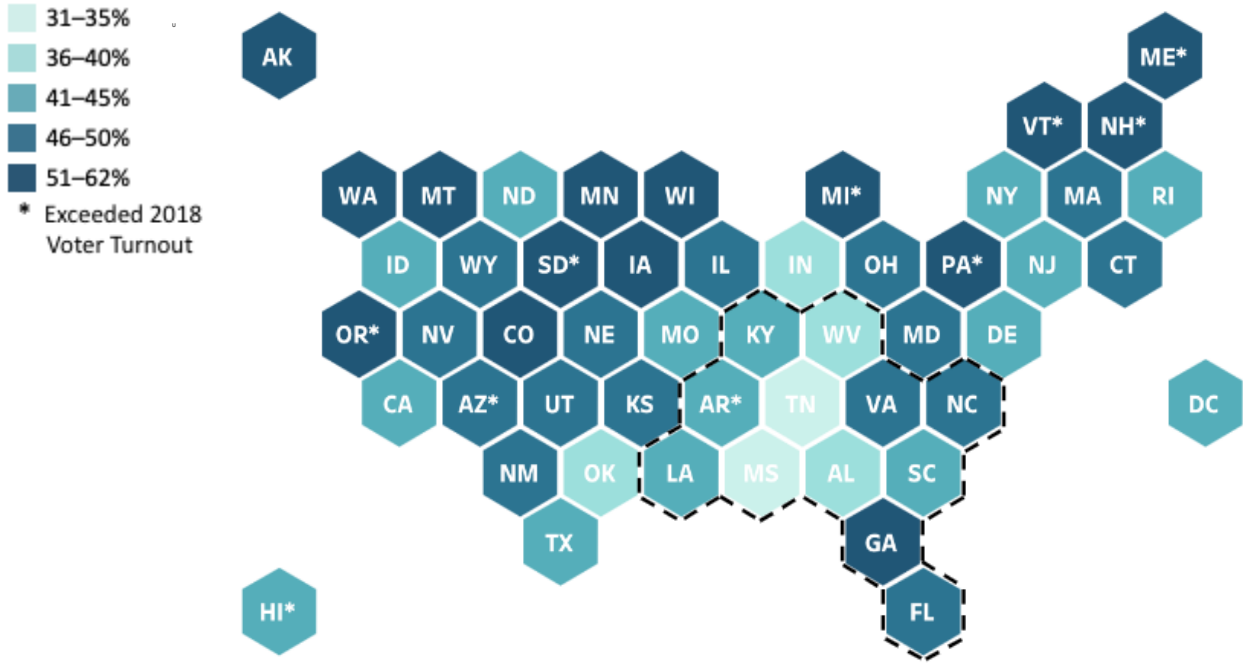 31–35%
36–40%
41–45%
46–50%
51–62%
* Exceeded 2018
Voter Turnout
AK
ME*
VT*
NH*
WA
MT
ND
MN
WI
MI*
NY
MA
RI
ID
WY
SD*
IA
IL
IN
OH
PA*
NJ
CT
OR*
NV
CO
NE
MO
KY
WV
MD
DE
CA
AZ*
UT
KS
AR*
TN
VA
NC
DC
NM
OK
LA
MS
AL
SC
TX
GA
HI*
FL